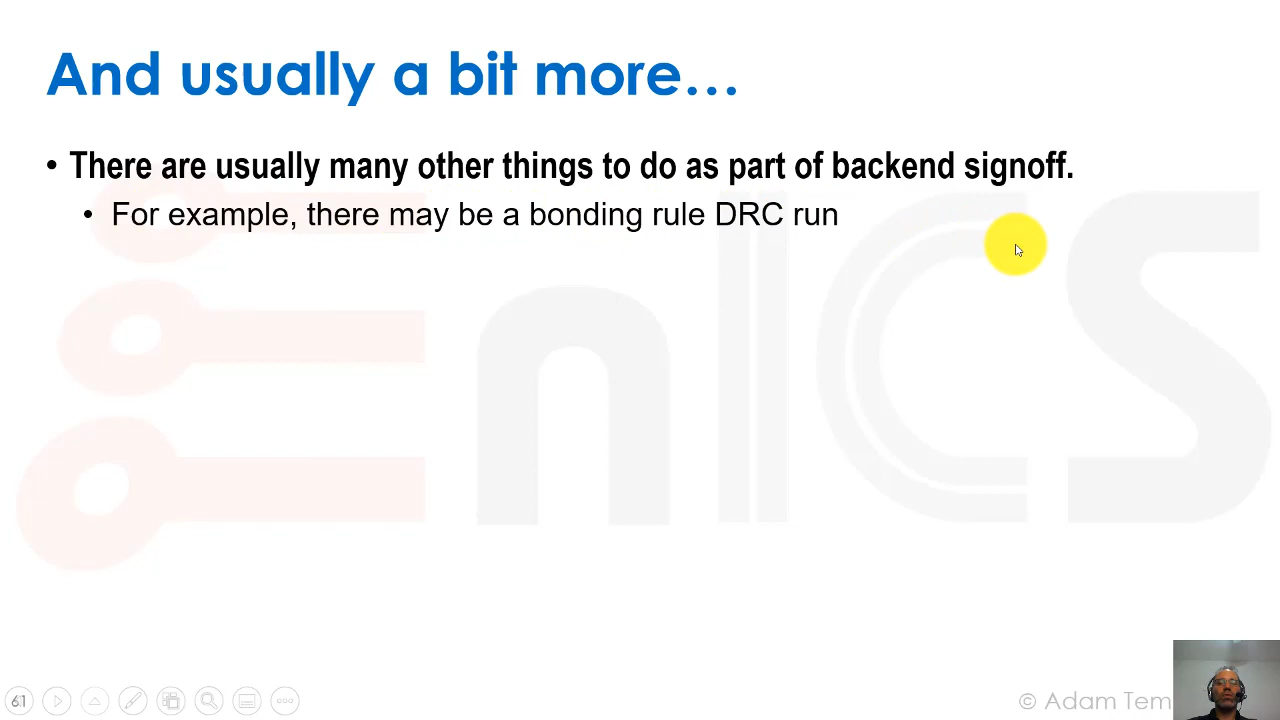 And usually a bit more…
• There are usually many other things to do as part of backend signoff.
• For example, there may be a bonding rule DRC run
enICS
61
© Adam Tem